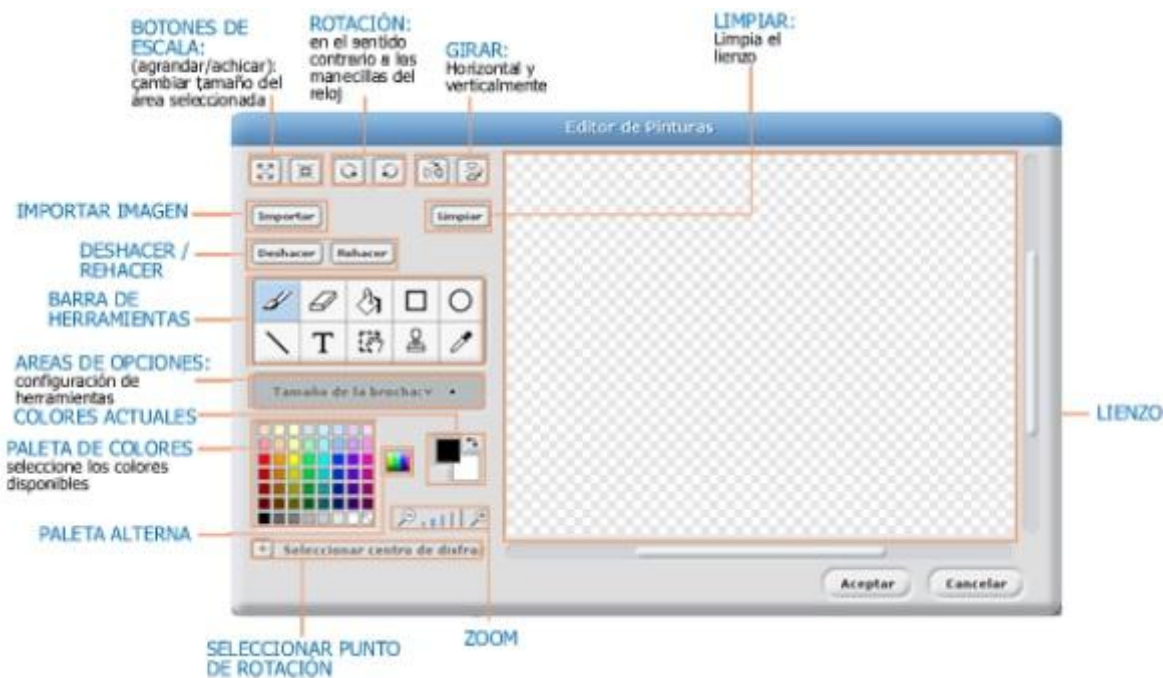 BOTONES DE
ESCALA:
(agrandar/achicar):
cambiar tamaño del
área seleccionada
ROTACIÓN:
en el sentido
contrario a las
manecillas del
reloj
GIRAR:
Horizontal y
verticalmente
LIMPIAR:
Limpia el
lienzo
Editor de Pinturas
IMPORTAR IMAGEN
Importar
Limpiar
DESHACER /
REHACER
Deshacer
Rehacer
BARRA DE
HERRAMIENTAS
T
AREAS DE OPCIONES:
configuración de
herramientas
Tamaño de la brocha:
COLORES ACTUALES
PALETA DE COLORES
seleccione los colores
disponibles
LIENZO
PALETA ALTERNA
Seleccionar centro de disfra
Aceptar
Cancelar
SELECCIONAR PUNTO
DE ROTACIÓN
ZOOM